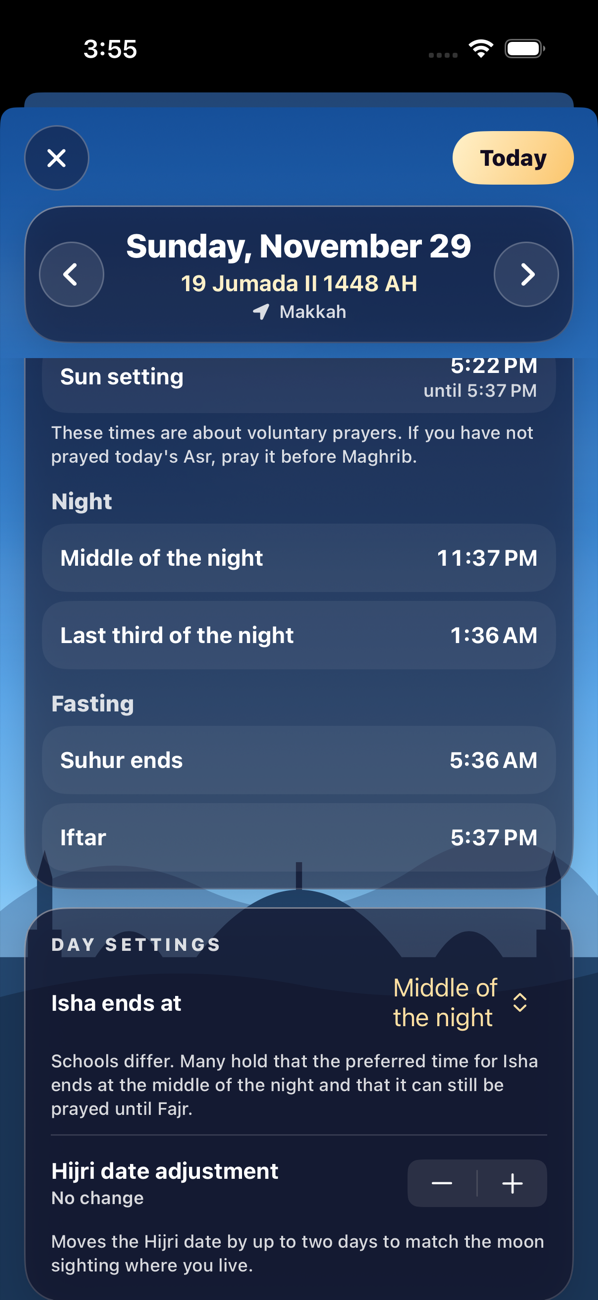 3:55
Today
Sunday, November 29
19 Jumada II 1448 AH
Makkah
Sun setting
5:22 PM
until 5:37 PM
These times are about voluntary prayers. If you have not
prayed today's Asr, pray it before Maghrib.
Night
Middle of the night 11:37 PM
Last third of the night 1:36 AM
Fasting
Suhur ends 5:36 AM
Iftar 5:37 PM
DAY SETTINGS
Isha ends at
Middle of
the night
Schools differ. Many hold that the preferred time for Isha
ends at the middle of the night and that it can still be
prayed until Fajr.
Hijri date adjustment
No change
Moves the Hijri date by up to two days to match the moon
sighting where you live.